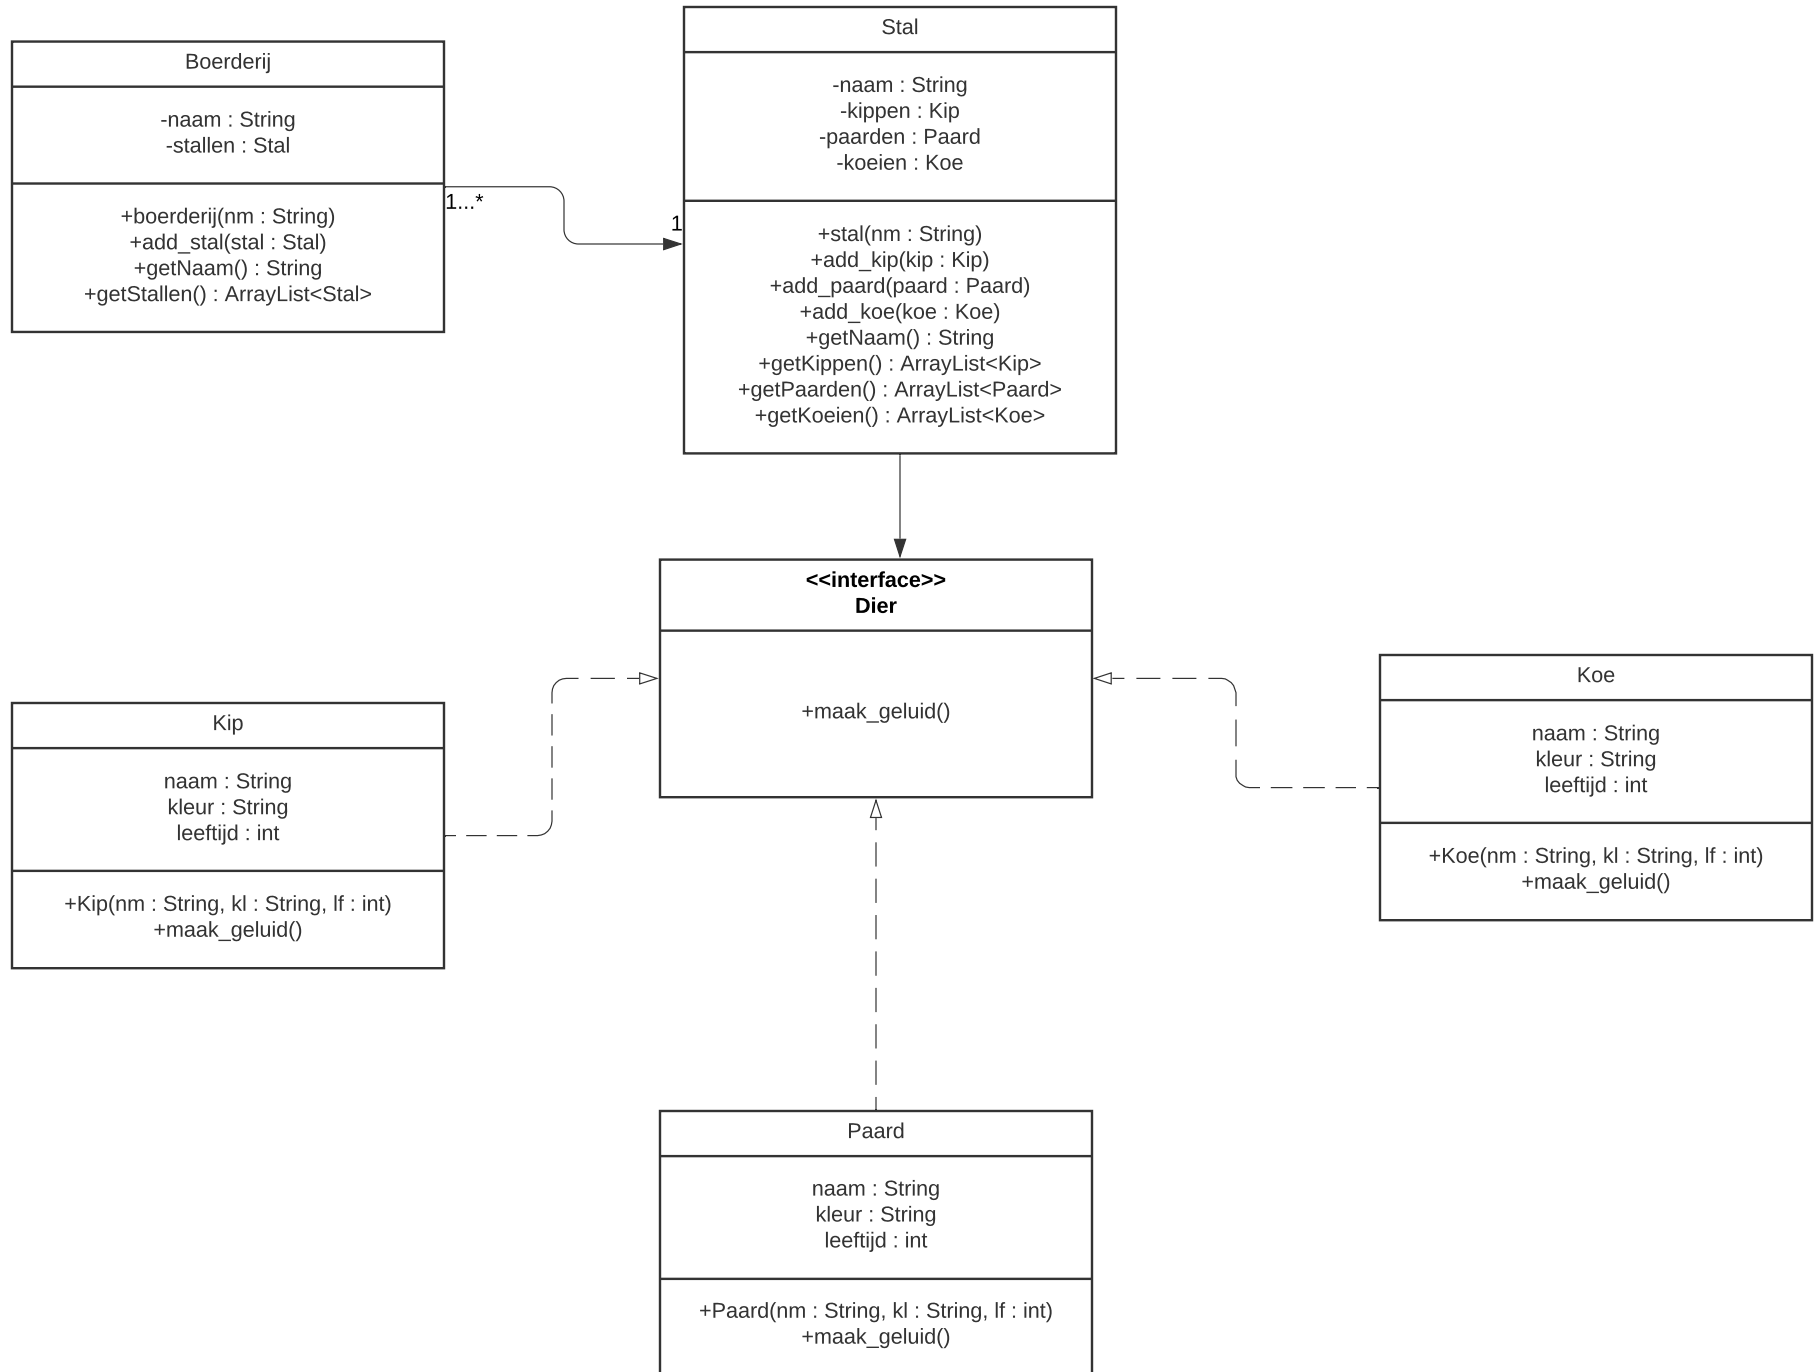 Boerderij
-naam : String
-stallen : Stal
+boerderij(nm : String)
+add_stal(stal : Stal)
+getNaam() : String
+getStallen() : ArrayList<Stal>
1...*
1
Stal
-naam : String
-kippen : Kip
-paarden : Paard
-koeien : Koe
+stal(nm : String)
+add_kip(kip : Kip)
+add_paard(paard : Paard)
+add_koe(koe : Koe)
+getNaam() : String
+getKippen() : ArrayList<Kip>
+getPaarden() : ArrayList<Paard>
+getKoeien() : ArrayList<Koe>
<<interface>>
Dier
+maak_geluid()
Kip
naam : String
kleur : String
leeftijd : int
+Kip(nm : String, kl : String, lf : int)
+maak_geluid()
Koe
naam : String
kleur : String
leeftijd : int
+Koe(nm : String, kl : String, lf : int)
+maak_geluid()
Paard
naam : String
kleur : String
leeftijd : int
+Paard(nm : String, kl : String, lf : int)
+maak_geluid()